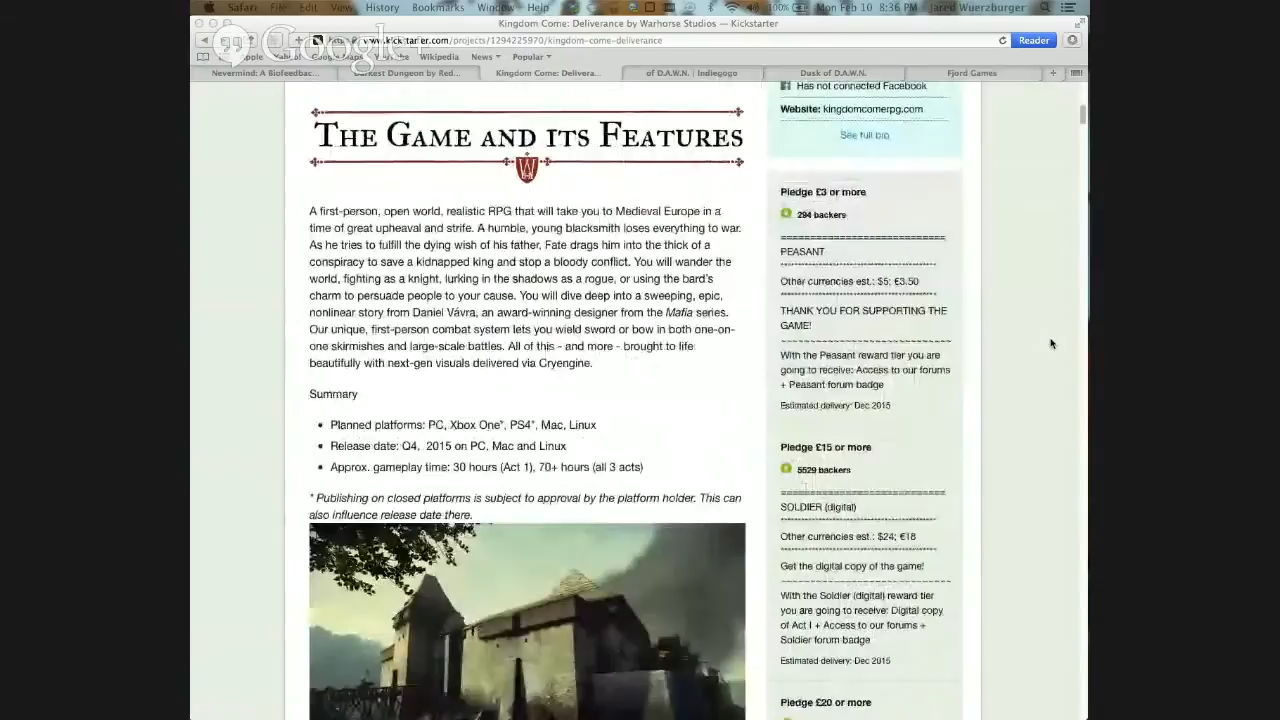 Safari File Edit View History Bookmarks Window Help 100% Mon Feb 10 8:36 PM Jared Wuerzburger
Kingdom Come: Deliverance by Warhorse Studios — Kickstarter
Google+
www.kickstarter.com/projects/1294225970/kingdom-come-deliverance
Reader
Apple Yahoo! Google Maps YouTube Wikipedia News Popular
Nevermind: A Biofeedbac... Darkest Dungeon by Red... Kingdom Come: Delivera... of D.A.W.N. | Indiegogo Dusk of D.A.W.N. Fjord Games
THE GAME AND ITS FEATURES
W
A first-person, open world, realistic RPG that will take you to Medieval Europe in a
time of great upheaval and strife. A humble, young blacksmith loses everything to war.
As he tries to fulfill the dying wish of his father, Fate drags him into the thick of a
conspiracy to save a kidnapped king and stop a bloody conflict. You will wander the
world, fighting as a knight, lurking in the shadows as a rogue, or using the bard's
charm to persuade people to your cause. You will dive deep into a sweeping, epic,
nonlinear story from Daniel Vávra, an award-winning designer from the Mafia series.
Our unique, first-person combat system lets you wield sword or bow in both one-on-
one skirmishes and large-scale battles. All of this - and more - brought to life
beautifully with next-gen visuals delivered via Cryengine.
Summary
• Planned platforms: PC, Xbox One*, PS4*, Mac, Linux
• Release date: Q4, 2015 on PC, Mac and Linux
• Approx. gameplay time: 30 hours (Act 1), 70+ hours (all 3 acts)
* Publishing on closed platforms is subject to approval by the platform holder. This can
also influence release date there.
Has not connected Facebook
Website: kingdomcomerpg.com
See full bio
Pledge £3 or more
294 backers
PEASANT
Other currencies est.: $5; €3.50
THANK YOU FOR SUPPORTING THE
GAME!
With the Peasant reward tier you are
going to receive: Access to our forums
+ Peasant forum badge
Estimated delivery: Dec 2015
Pledge £15 or more
5529 backers
SOLDIER (digital)
Other currencies est.: $24; €18
Get the digital copy of the game!
With the Soldier (digital) reward tier
you are going to receive: Digital copy
of Act I + Access to our forums +
Soldier forum badge
Estimated delivery: Dec 2015
Pledge £20 or more